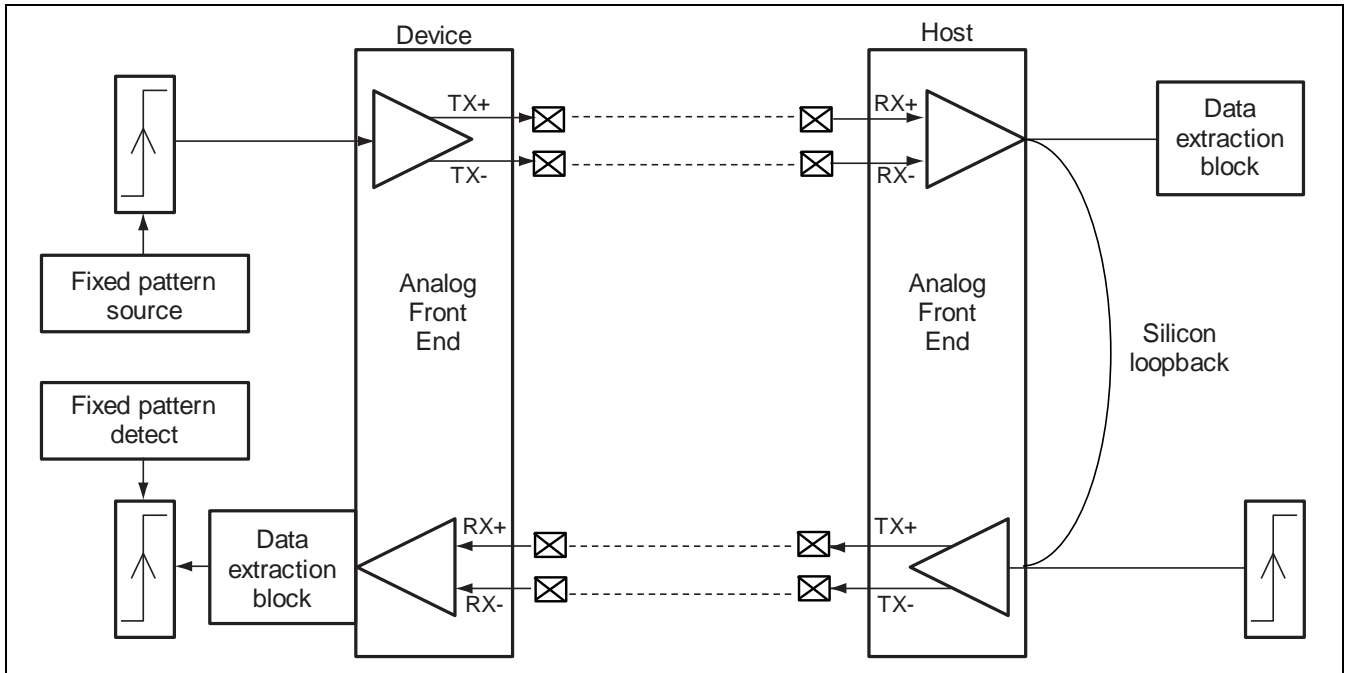 Device
Host
TX+
TX-
RX+
RX-
Data
extraction
block
Fixed pattern
source
Analog
Front
End
Analog
Front
End
Silicon
loopback
Fixed pattern
detect
Data
extraction
block
RX+
RX-
TX+
TX-